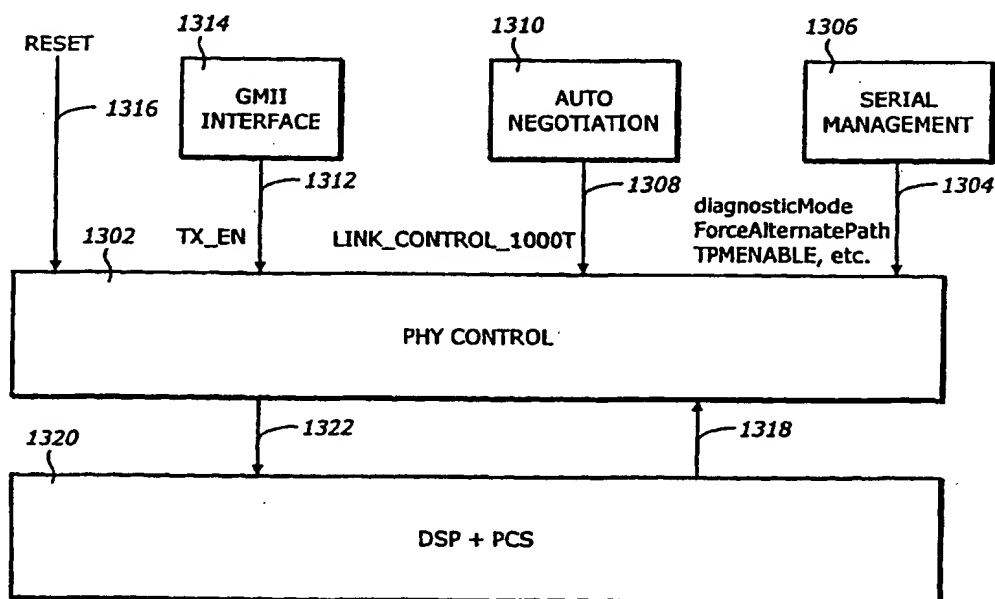 RESET
1314
1310
1306
GMII
INTERFACE
AUTO
NEGOTIATION
SERIAL
MANAGEMENT
1316
1312
1308
1304
TX_EN
LINK_CONTROL_1000T
diagnosticMode
ForceAlternatePath
TPMENABLE, etc.
1302
PHY CONTROL
1322
1318
1320
DSP + PCS